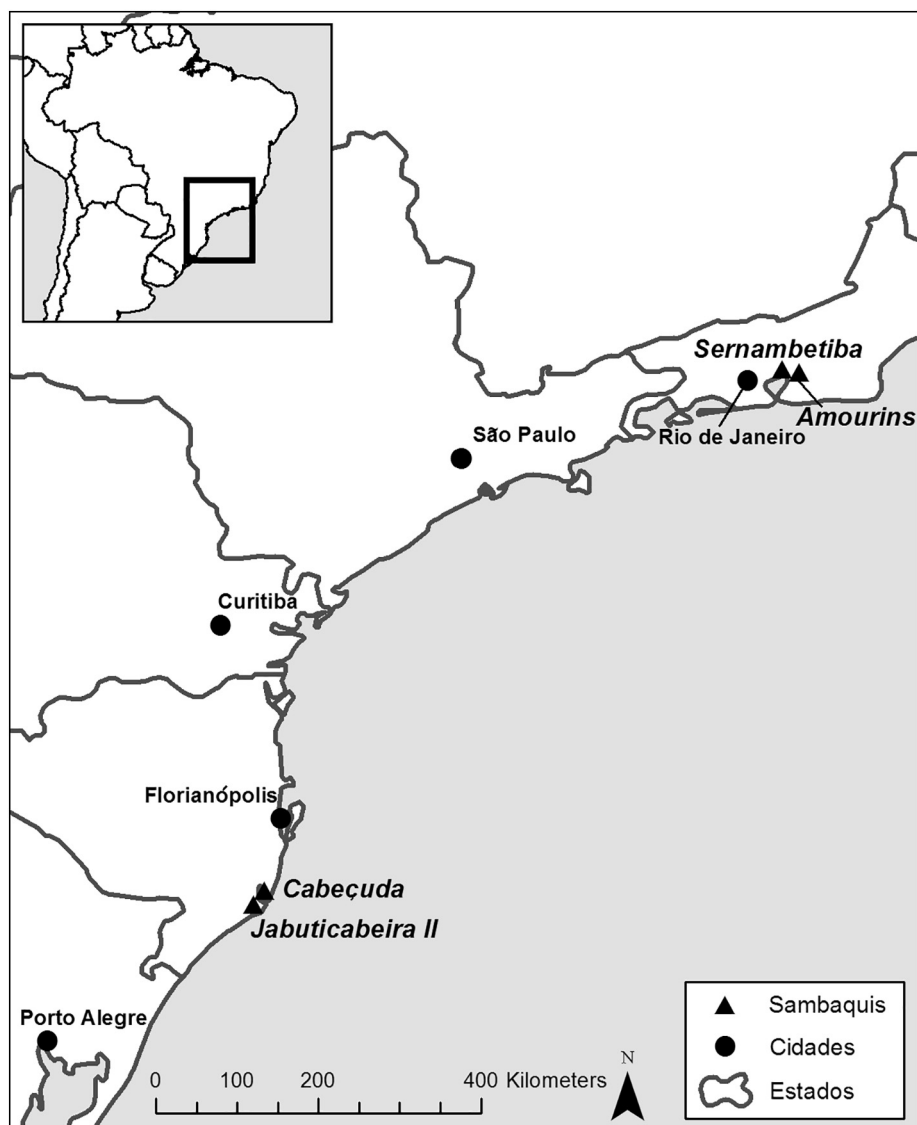 Sernambetiba
Amourins
Rio de Janeiro
São Paulo
Curitiba
Florianópolis
Cabeçuda
Jabuticabeira II
Porto Alegre
0 100 200 400 Kilometers
N
Sambaquis
Cidades
Estados